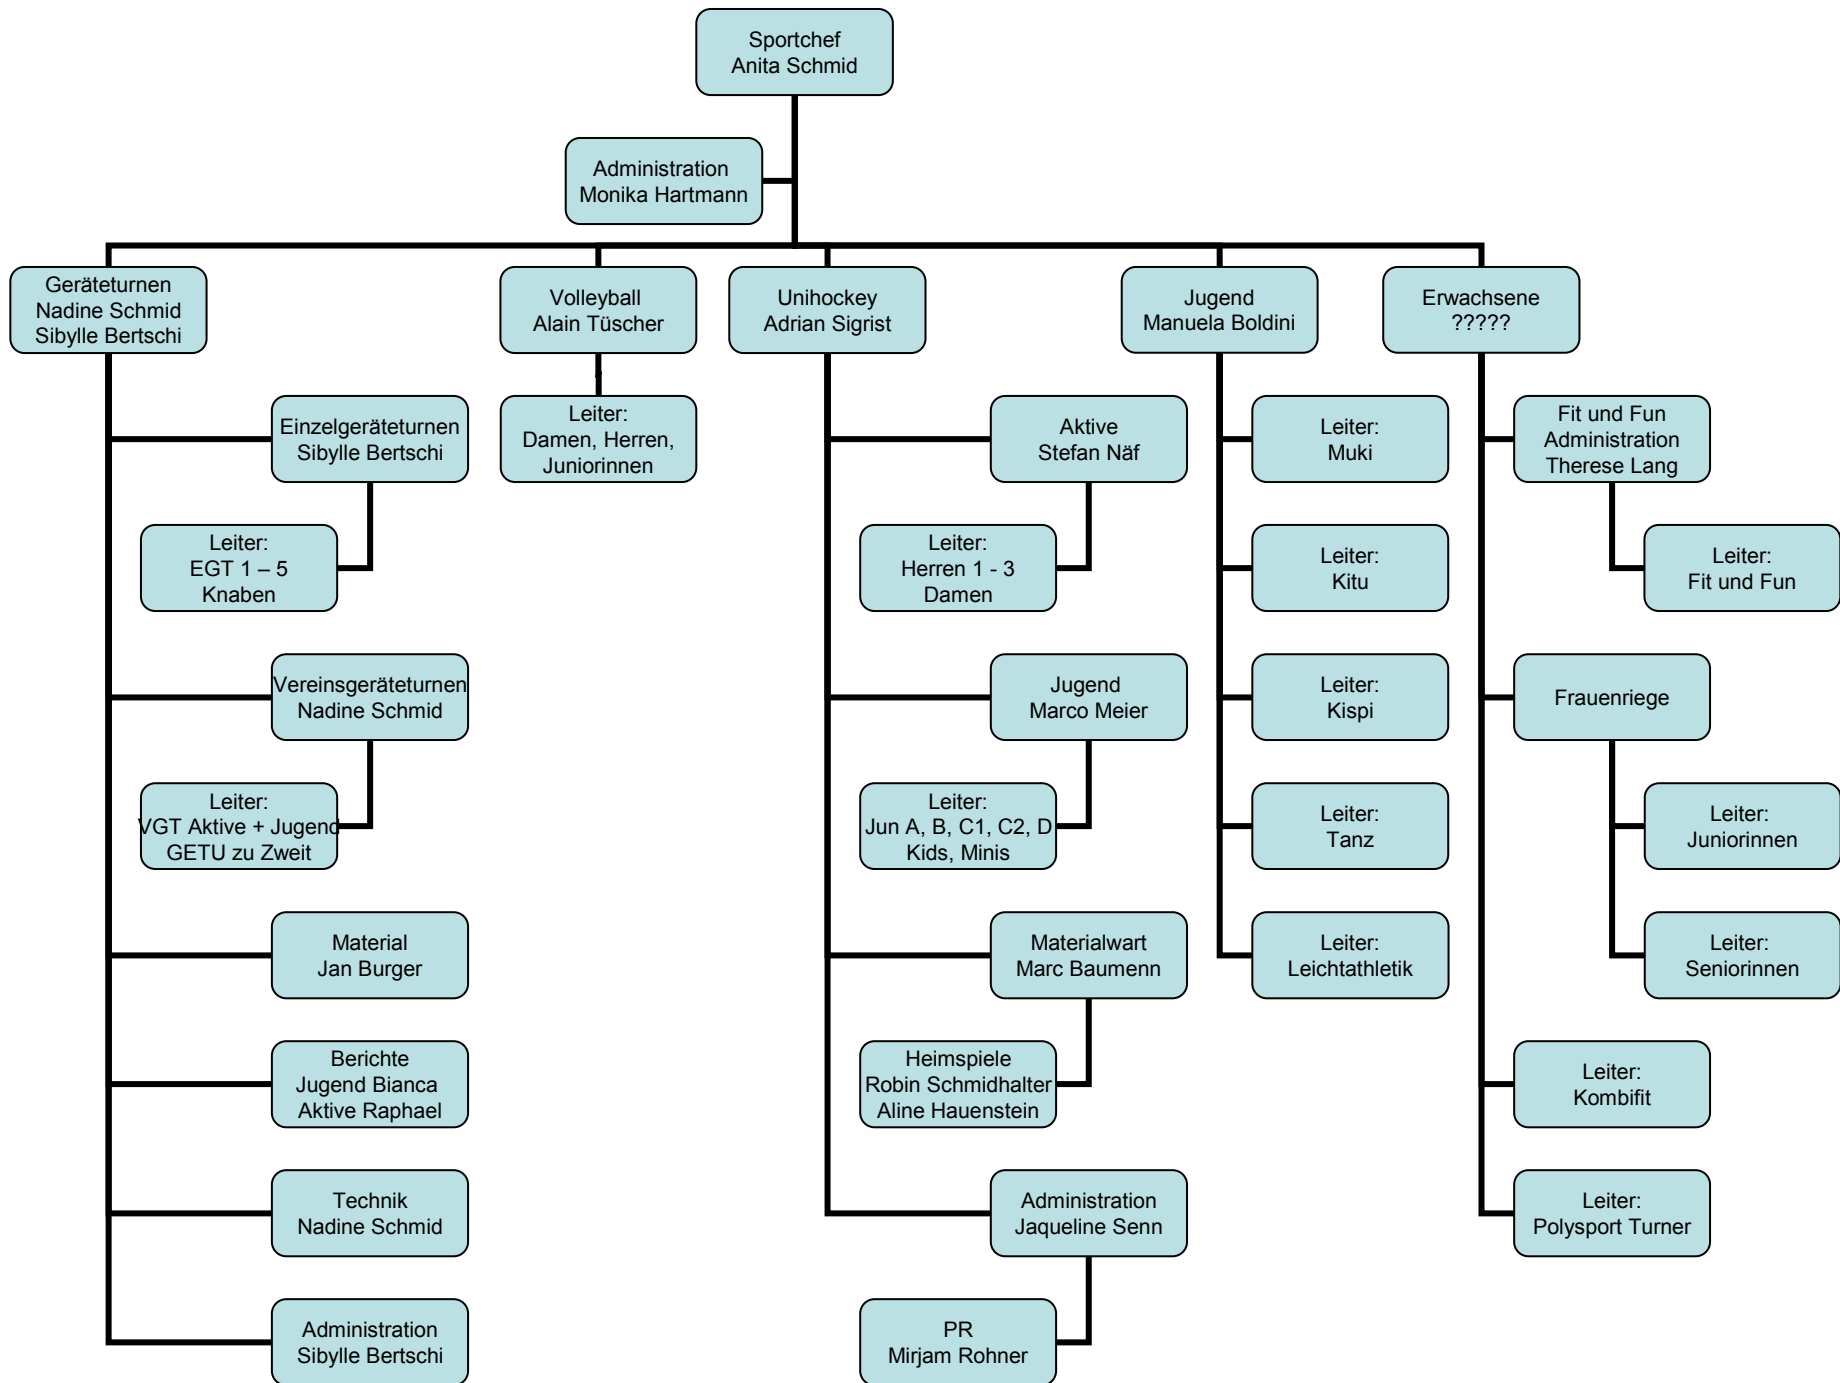 Sportchef
Anita Schmid
Administration
Monika Hartmann
Geräteturnen
Nadine Schmid
Sibylle Bertschi
Volleyball
Alain Tüscher
Unihockey
Adrian Sigrist
Jugend
Manuela Boldini
Erwachsene
?????
Einzelgeräteturnen
Sibylle Bertschi
Leiter:
Damen, Herren,
Juniorinnen
Aktive
Stefan Näf
Leiter:
Muki
Fit und Fun
Administration
Therese Lang
Leiter:
EGT 1 – 5
Knaben
Leiter:
Herren 1 - 3
Damen
Leiter:
Kitu
Leiter:
Fit und Fun
Vereinsgeräteturnen
Nadine Schmid
Jugend
Marco Meier
Leiter:
Kispi
Frauenriege
Leiter:
VGT Aktive + Jugend
GETU zu Zweit
Leiter:
Jun A, B, C1, C2, D
Kids, Minis
Leiter:
Tanz
Leiter:
Juniorinnen
Material
Jan Burger
Materialwart
Marc Baumenn
Leiter:
Leichtathletik
Leiter:
Seniorinnen
Berichte
Jugend Bianca
Aktive Raphael
Heimspiele
Robin Schmidhalter
Aline Hauenstein
Leiter:
Kombifit
Technik
Nadine Schmid
Administration
Jaqueline Senn
Leiter:
Polysport Turner
Administration
Sibylle Bertschi
PR
Mirjam Rohner